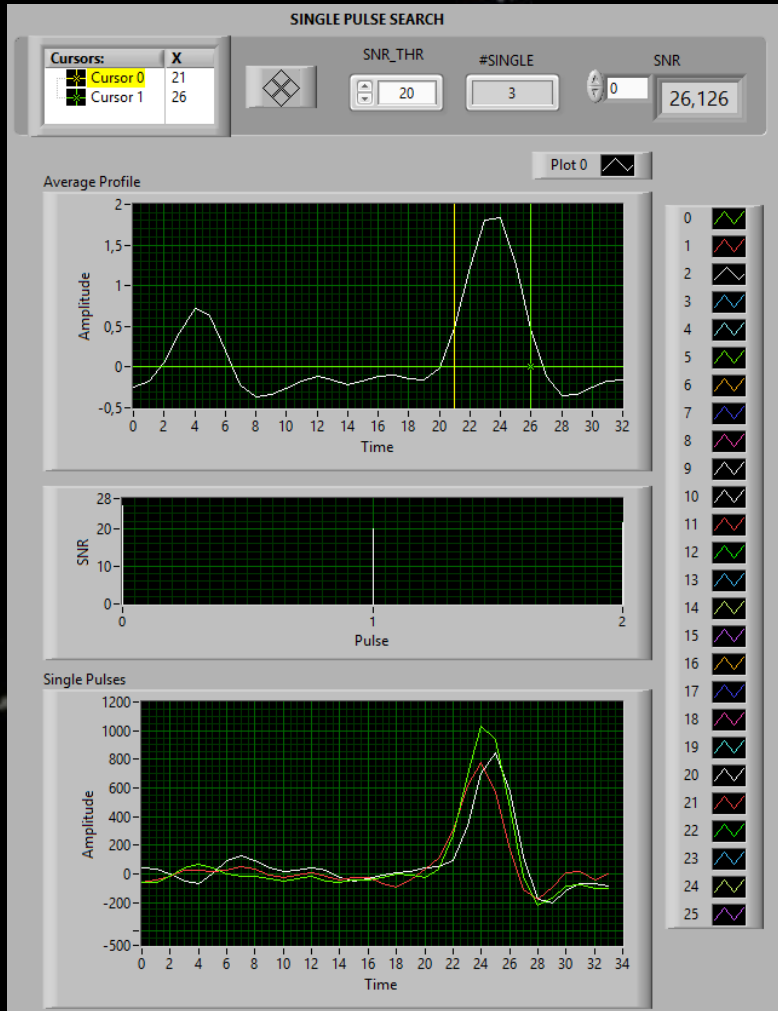 SINGLE PULSE SEARCH
Cursors: X
Cursor 0 21
Cursor 1 26
SNR_THR
20
#SINGLE
3
SNR
0
26,126
Plot 0
Average Profile
Amplitude
2
1,5
1
0,5
0
-0,5
0 2 4 6 8 10 12 14 16 18 20 22 24 26 28 30 32
Time
SNR
28
20
10
0
0 1 2
Pulse
Single Pulses
Amplitude
1200
1000
800
600
400
200
0
-200
-500
0 2 4 6 8 10 12 14 16 18 20 22 24 26 28 30 32 34
Time
0
1
2
3
4
5
6
7
8
9
10
11
12
13
14
15
16
17
18
19
20
21
22
23
24
25